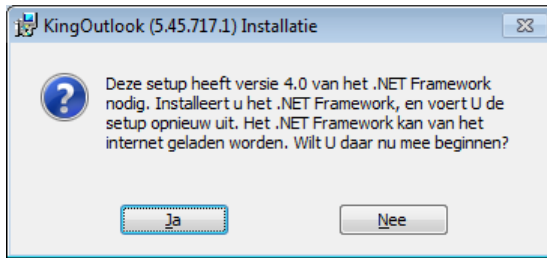 KingOutlook (5.45.717.1) Installatie
Deze setup heeft versie 4.0 van het .NET Framework
nodig. Installeert u het .NET Framework, en voert U de
setup opnieuw uit. Het .NET Framework kan van het
internet geladen worden. Wilt U daar nu mee beginnen?
Ja
Nee